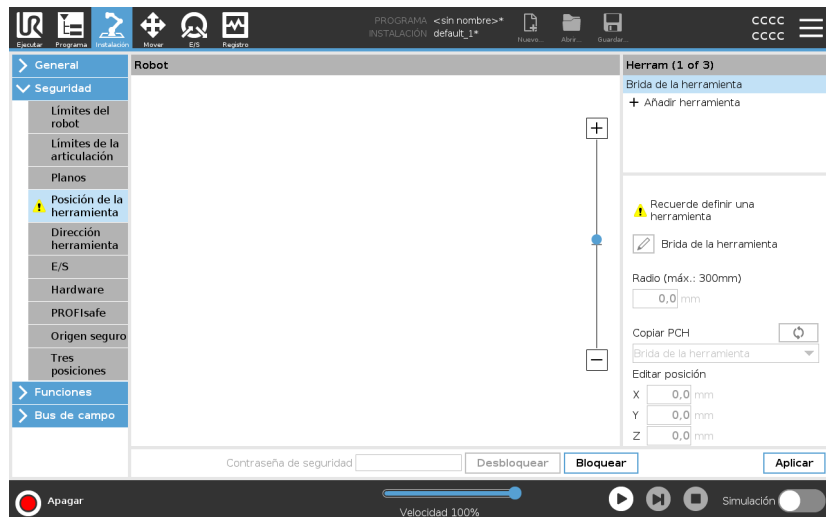 UR
PROGRAMA <sin nombre>*
INSTALACIÓN default_1*
cccc
cccc
Ejecutar
Programa
Instalación
Mover
E/S
Registro
Nuevo...
Abrir...
Guardar...
General
Seguridad
Límites del
robot
Límites de la
articulación
Planos
Posición de la
herramienta
Dirección
herramienta
E/S
Hardware
PROFIsafe
Origen seguro
Tres
posiciones
Funciones
Bus de campo
Robot
Herram (1 of 3)
Brida de la herramienta
+ Añadir herramienta
Recuerde definir una
herramienta
Brida de la herramienta
Radio (máx.: 300mm)
0,0 mm
Copiar PCH
Brida de la herramienta
Editar posición
X 0,0 mm
Y 0,0 mm
Z 0,0 mm
Contraseña de seguridad
Desbloquear
Bloquear
Aplicar
Apagar
Velocidad 100%
Simulación